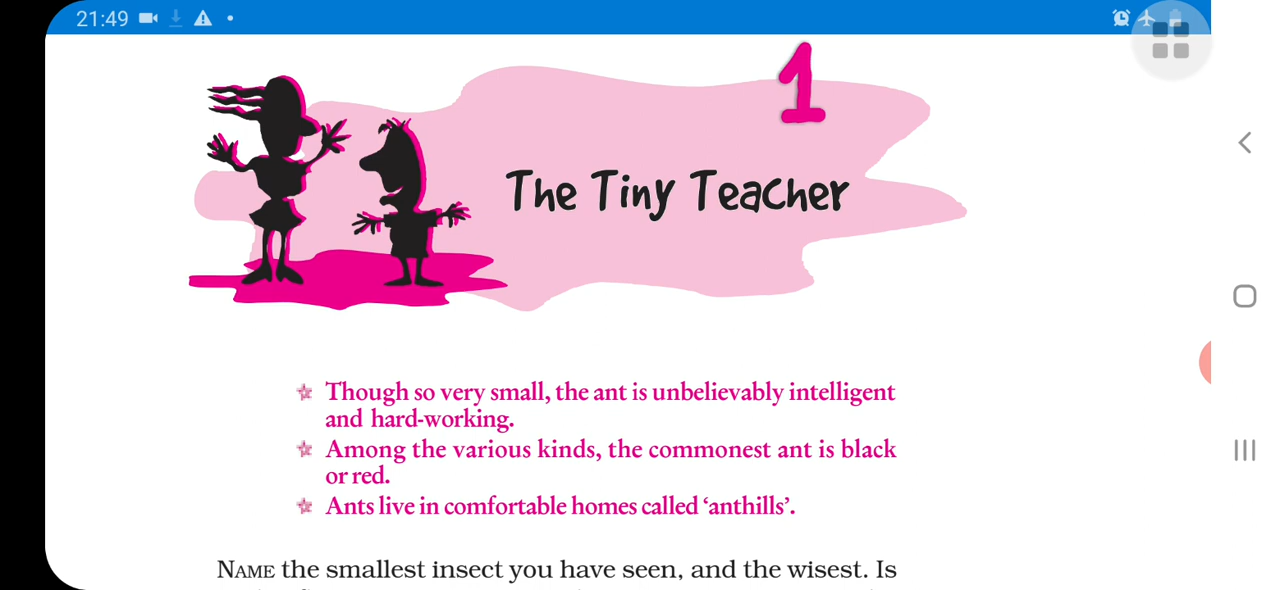 21:49
1
The Tiny Teacher
Though so very small, the ant is unbelievably intelligent
and hard-working.
Among the various kinds, the commonest ant is black
or red.
Ants live in comfortable homes called ‘anthills’.
NAME the smallest insect you have seen, and the wisest. Is